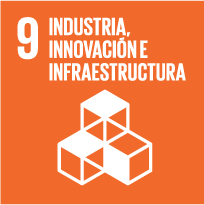 9 INDUSTRIA,
INNOVACIÓN E
INFRAESTRUCTURA